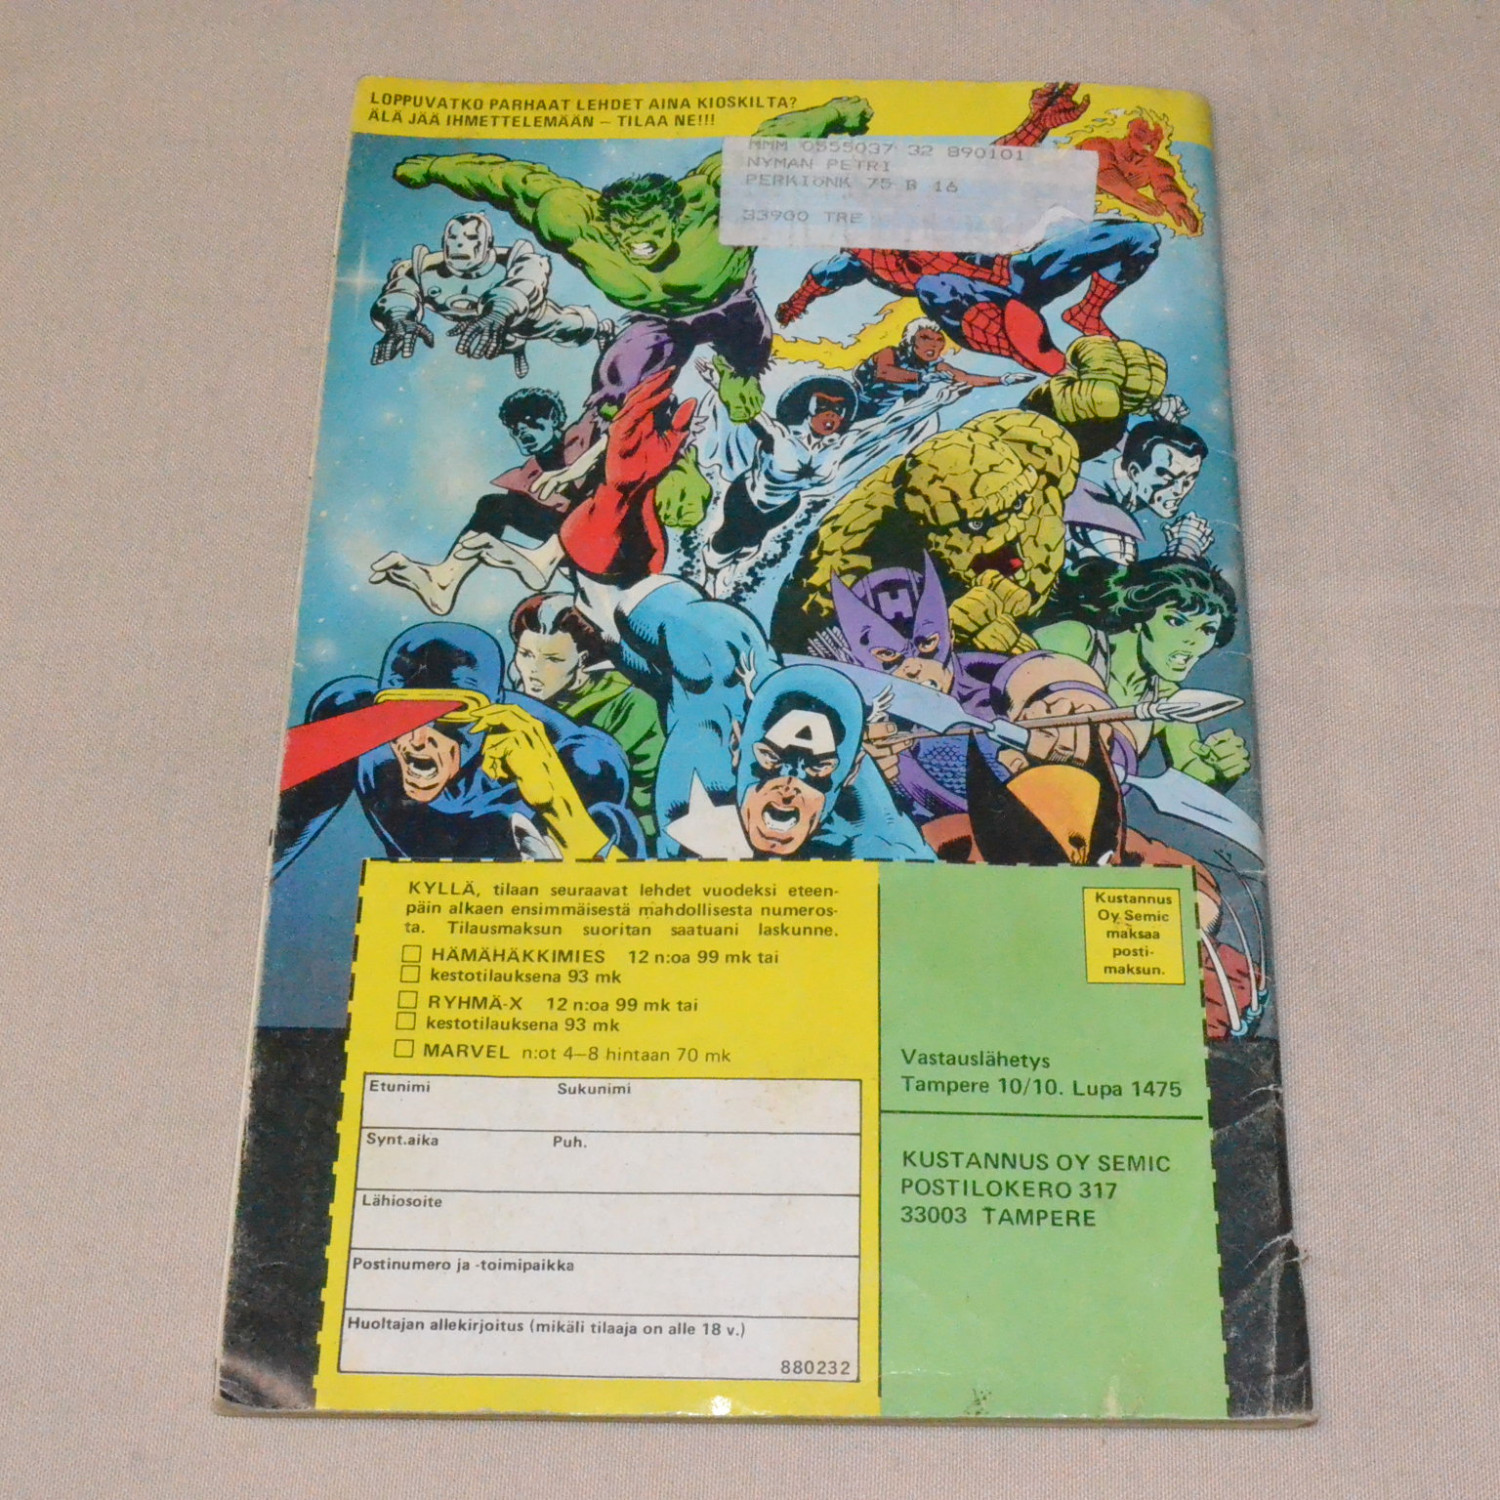 LOPPUVATKO PARHAAT LEHDET AINA KIOSKILTA?
ÄLÄ JÄÄ IHMETTELEMÄÄN – TILAA NE!!!
MMM 0555037 32 890101
NYMAN PETRI
PERKIÖNK 75 B 16
33900 TRE
H
A
KYLLÄ, tilaan seuraavat lehdet vuodeksi eteen-
päin alkaen ensimmäisestä mahdollisesta numeros-
ta. Tilausmaksun suoritan saatuani laskunne.
HÄMÄHÄKKIMIES 12 n:oa 99 mk tai
kestotilauksena 93 mk
RYHMÄ-X 12 n:oa 99 mk tai
kestotilauksena 93 mk
MARVEL n:ot 4–8 hintaan 70 mk
Etunimi Sukunimi
Synt.aika Puh.
Lähiosoite
Postinumero ja -toimipaikka
Huoltajan allekirjoitus (mikäli tilaaja on alle 18 v.)
880232
Kustannus
Oy Semic
maksaa
posti-
maksun.
Vastauslähetys
Tampere 10/10. Lupa 1475
KUSTANNUS OY SEMIC
POSTILOKERO 317
33003 TAMPERE